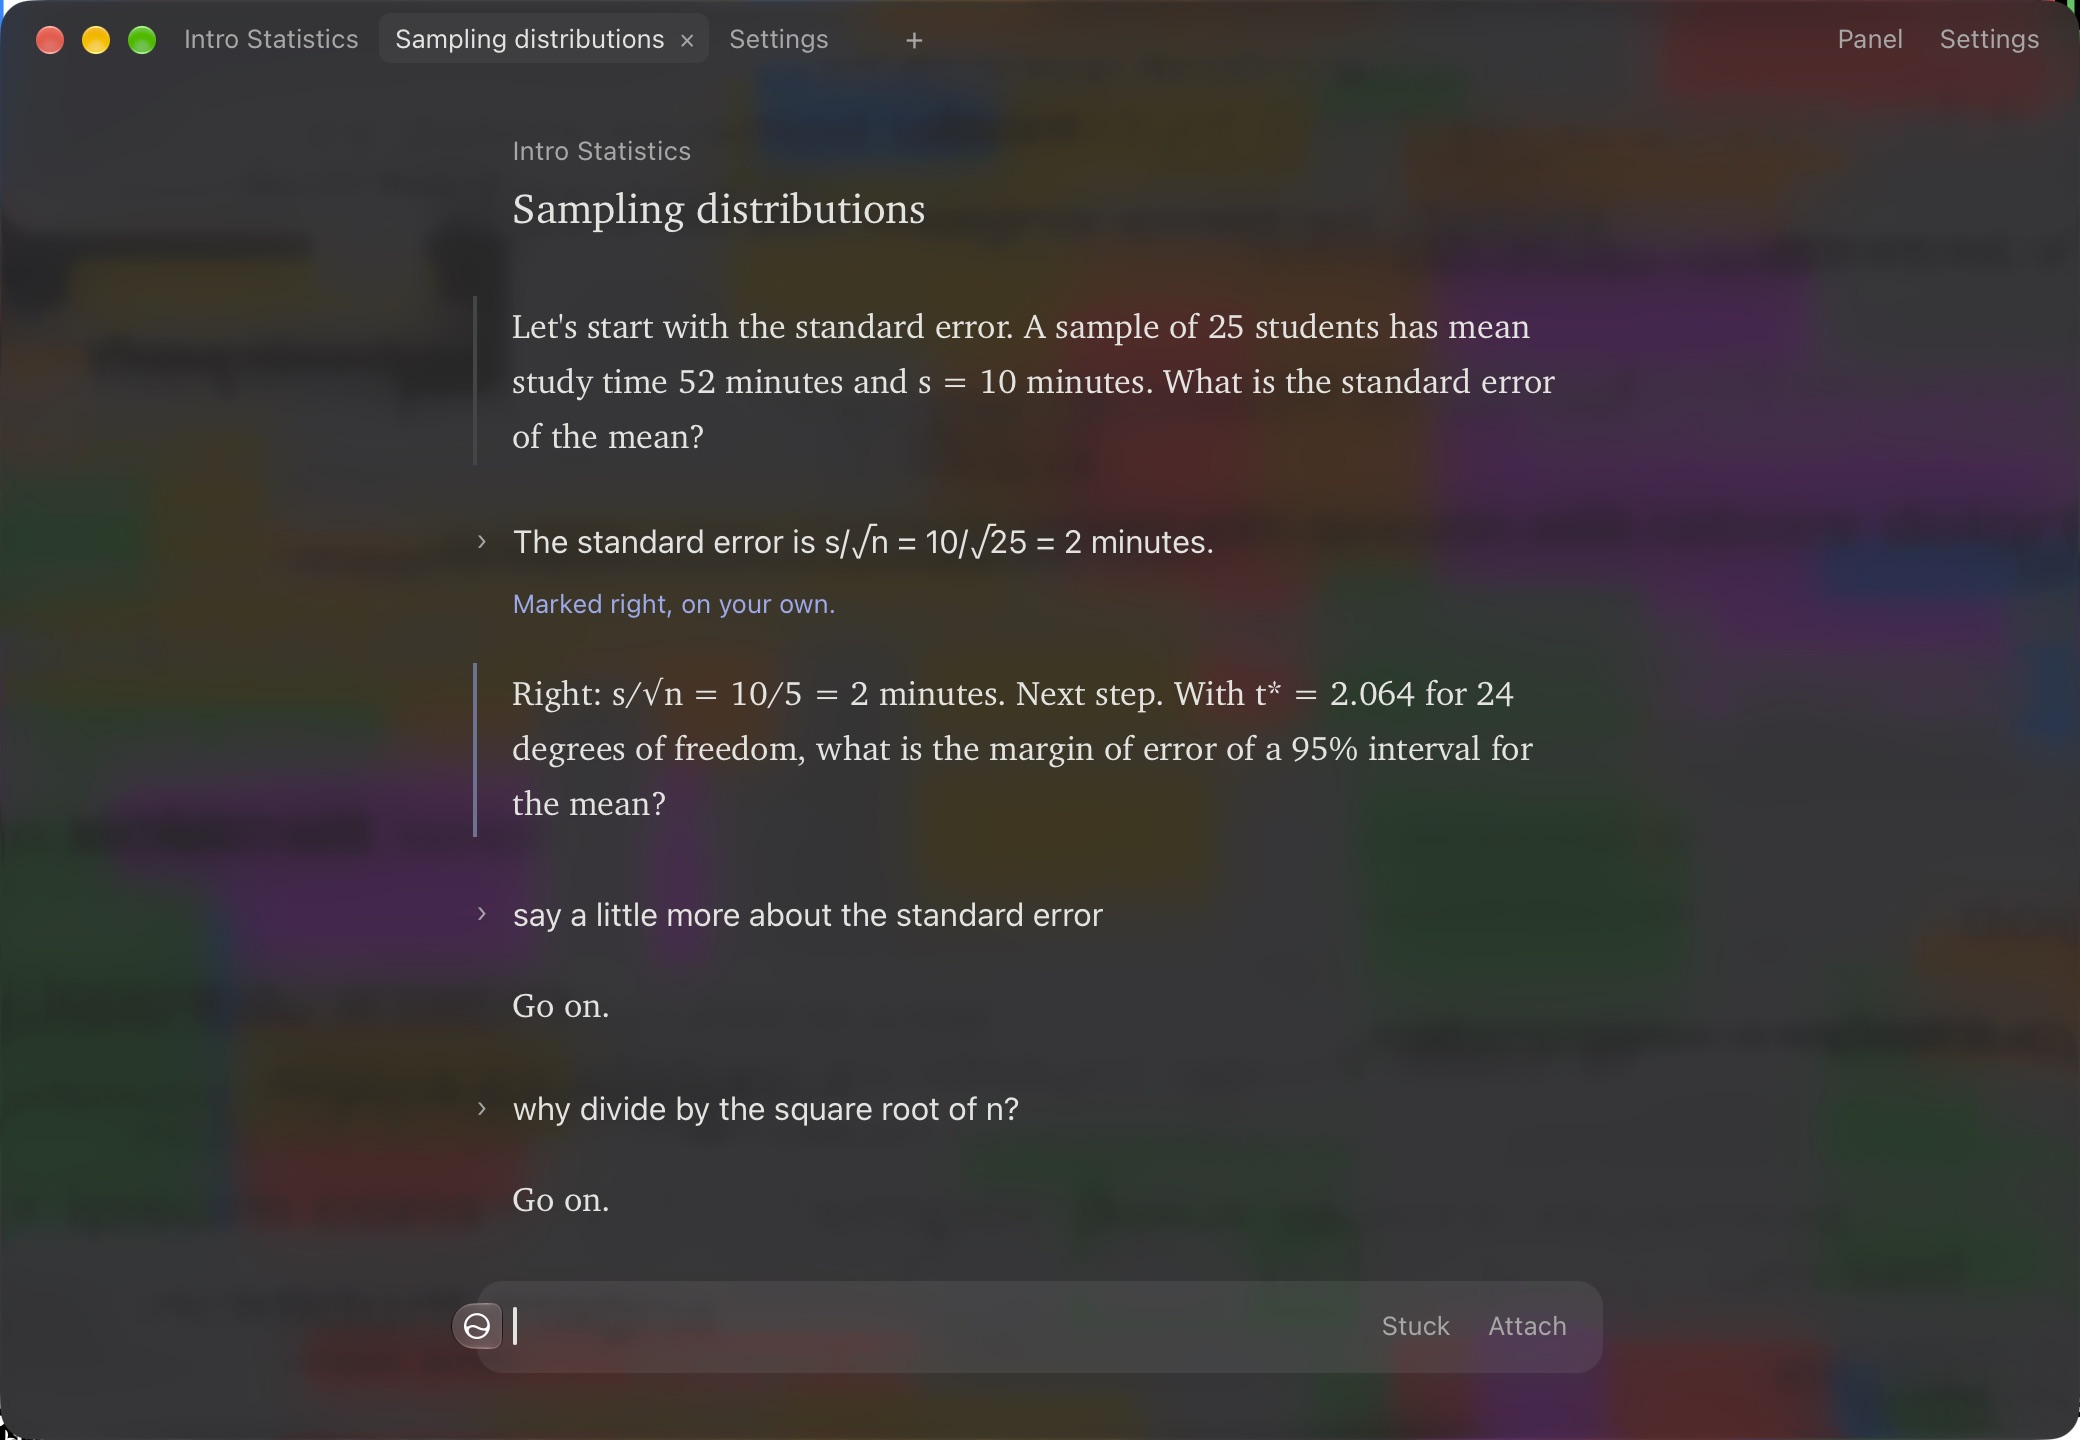 Intro Statistics
Sampling distributions ×
Settings
+
Panel
Settings
Intro Statistics
Sampling distributions
Let's start with the standard error. A sample of 25 students has mean
study time 52 minutes and s = 10 minutes. What is the standard error
of the mean?
› The standard error is s/√n = 10/√25 = 2 minutes.
Marked right, on your own.
Right: s/√n = 10/5 = 2 minutes. Next step. With t* = 2.064 for 24
degrees of freedom, what is the margin of error of a 95% interval for
the mean?
› say a little more about the standard error
Go on.
› why divide by the square root of n?
Go on.
Stuck
Attach